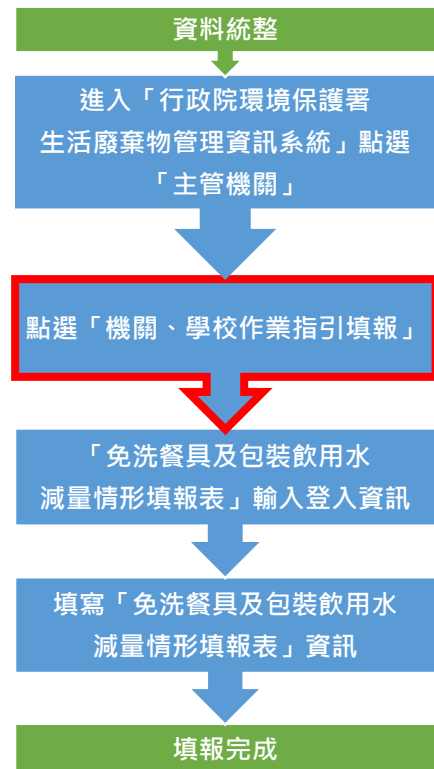 資料統整
進入「行政院環境保護署
生活廢棄物管理資訊系統」點選
「主管機關」
點選「機關、學校作業指引填報」
「免洗餐具及包裝飲用水
減量情形填報表」輸入登入資訊
填寫「免洗餐具及包裝飲用水
減量情形填報表」資訊
填報完成